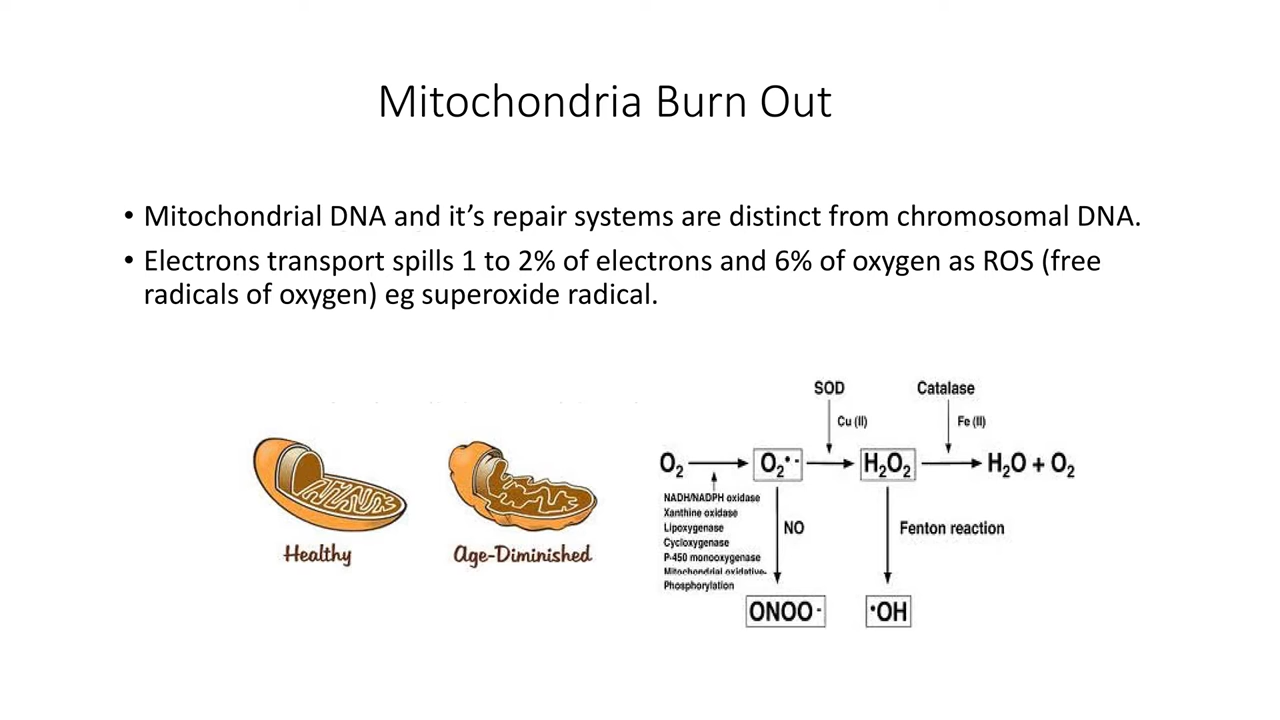 Mitochondria Burn Out
• Mitochondrial DNA and it’s repair systems are distinct from chromosomal DNA.
• Electrons transport spills 1 to 2% of electrons and 6% of oxygen as ROS (free
radicals of oxygen) eg superoxide radical.
Healthy
Age-Diminished
SOD
Catalase
Cu (II)
Fe (II)
O₂
O₂•-
H₂O₂
H₂O + O₂
NADH/NADPH oxidase
Xanthine oxidase
Lipoxygenase
Cycloxygenase
P-450 monooxygenase
Mitochondrial oxidative-
Phosphorylation
NO
Fenton reaction
ONOO-
•OH